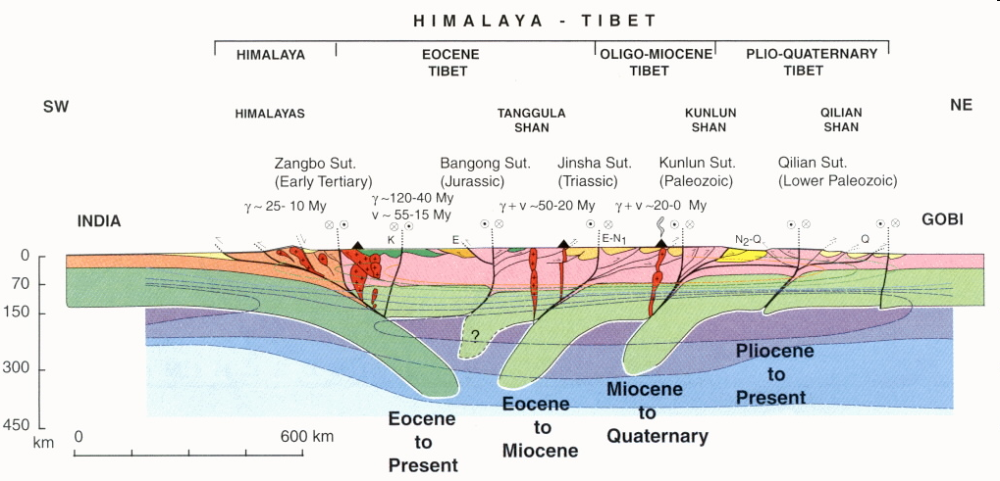 HIMALAYA - TIBET
HIMALAYA
EOCENE
TIBET
OLIGO-MIOCENE
TIBET
PLIO-QUATERNARY
TIBET
SW
NE
HIMALAYAS
TANGGULA
SHAN
KUNLUN
SHAN
QILIAN
SHAN
Zangbo Sut.
(Early Tertiary)
Bangong Sut.
(Jurassic)
Jinsha Sut.
(Triassic)
Kunlun Sut.
(Paleozoic)
Qilian Sut.
(Lower Paleozoic)
γ ~ 25- 10 My
γ ~120-40 My
v ~ 55-15 My
γ + v ~50-20 My
γ + v ~20-0 My
INDIA
GOBI
K
E
E-N₁
N₂-Q
Q
0
70
150
300
450
km
?
Eocene
to
Present
Eocene
to
Miocene
Miocene
to
Quaternary
Pliocene
to
Present
0
600 km